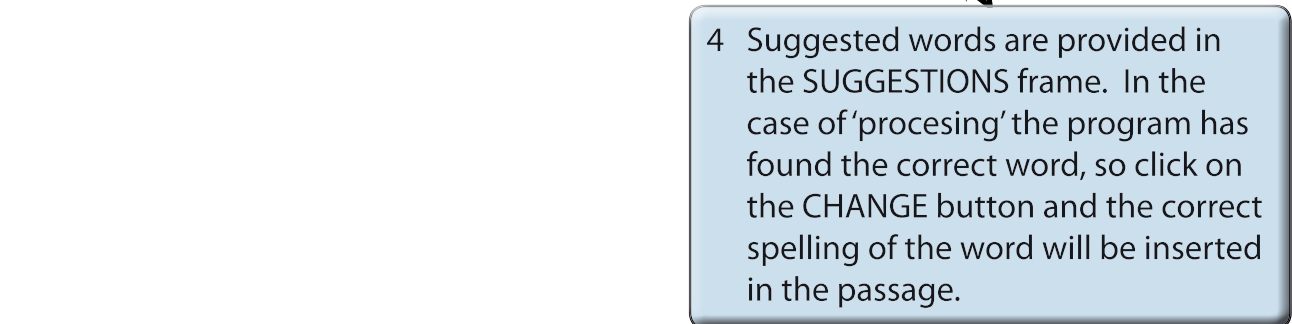 4 Suggested words are provided in
the SUGGESTIONS frame. In the
case of ‘procesing’ the program has
found the correct word, so click on
the CHANGE button and the correct
spelling of the word will be inserted
in the passage.